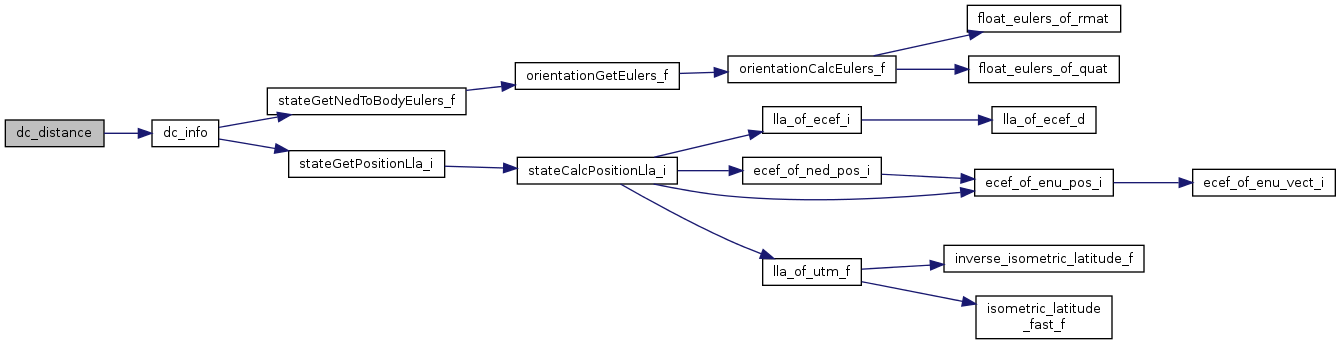 float_eulers_of_rmat
orientationGetEulers_f
orientationCalcEulers_f
float_eulers_of_quat
stateGetNedToBodyEulers_f
dc_distance
dc_info
lla_of_ecef_i
lla_of_ecef_d
stateGetPositionLla_i
stateCalcPositionLla_i
ecef_of_ned_pos_i
ecef_of_enu_pos_i
ecef_of_enu_vect_i
lla_of_utm_f
inverse_isometric_latitude_f
isometric_latitude
_fast_f